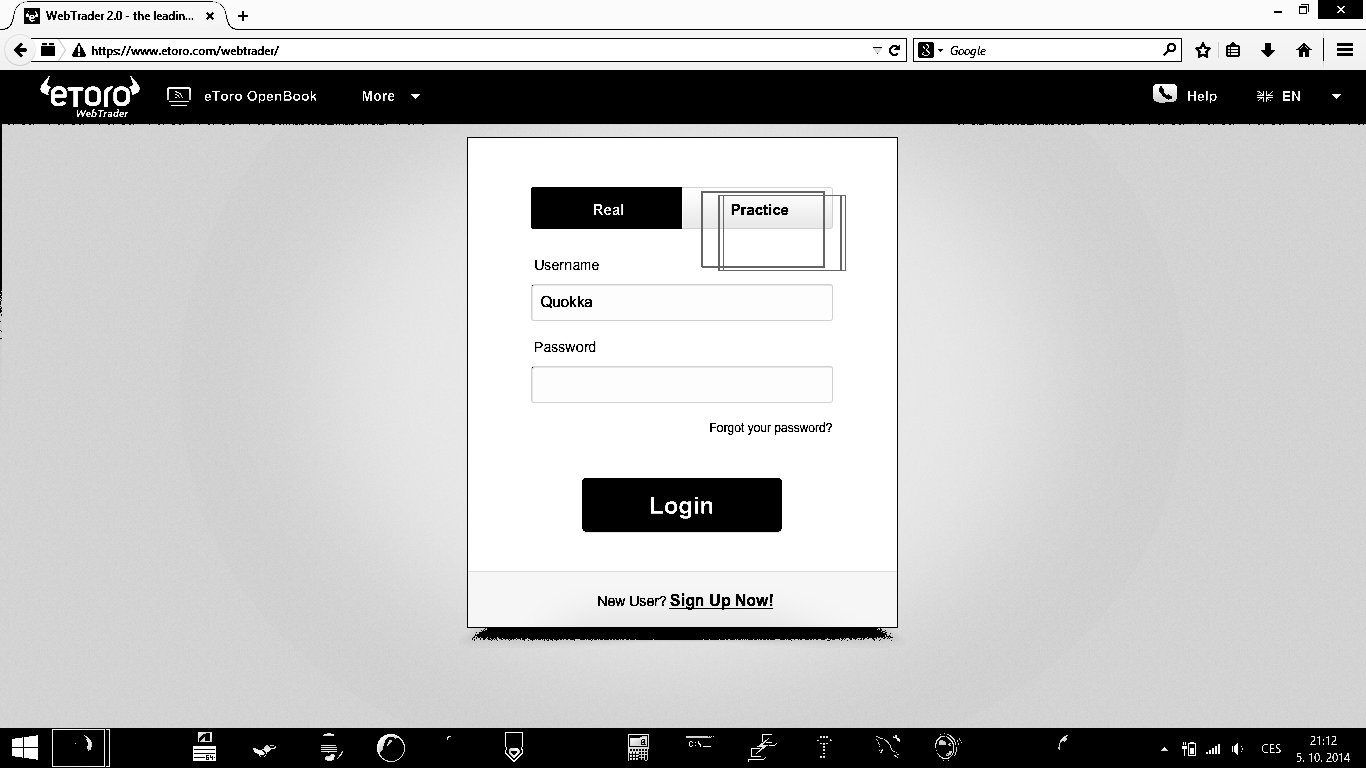 WebTrader 2.0 - the leadin...
https://www.etoro.com/webtrader/
Google
eToro
WebTrader
eToro OpenBook
More
Help
EN
Real
Practice
Username
Quokka
Password
Forgot your password?
Login
New User? Sign Up Now!
64
C:\_
CES
21:12
5. 10. 2014